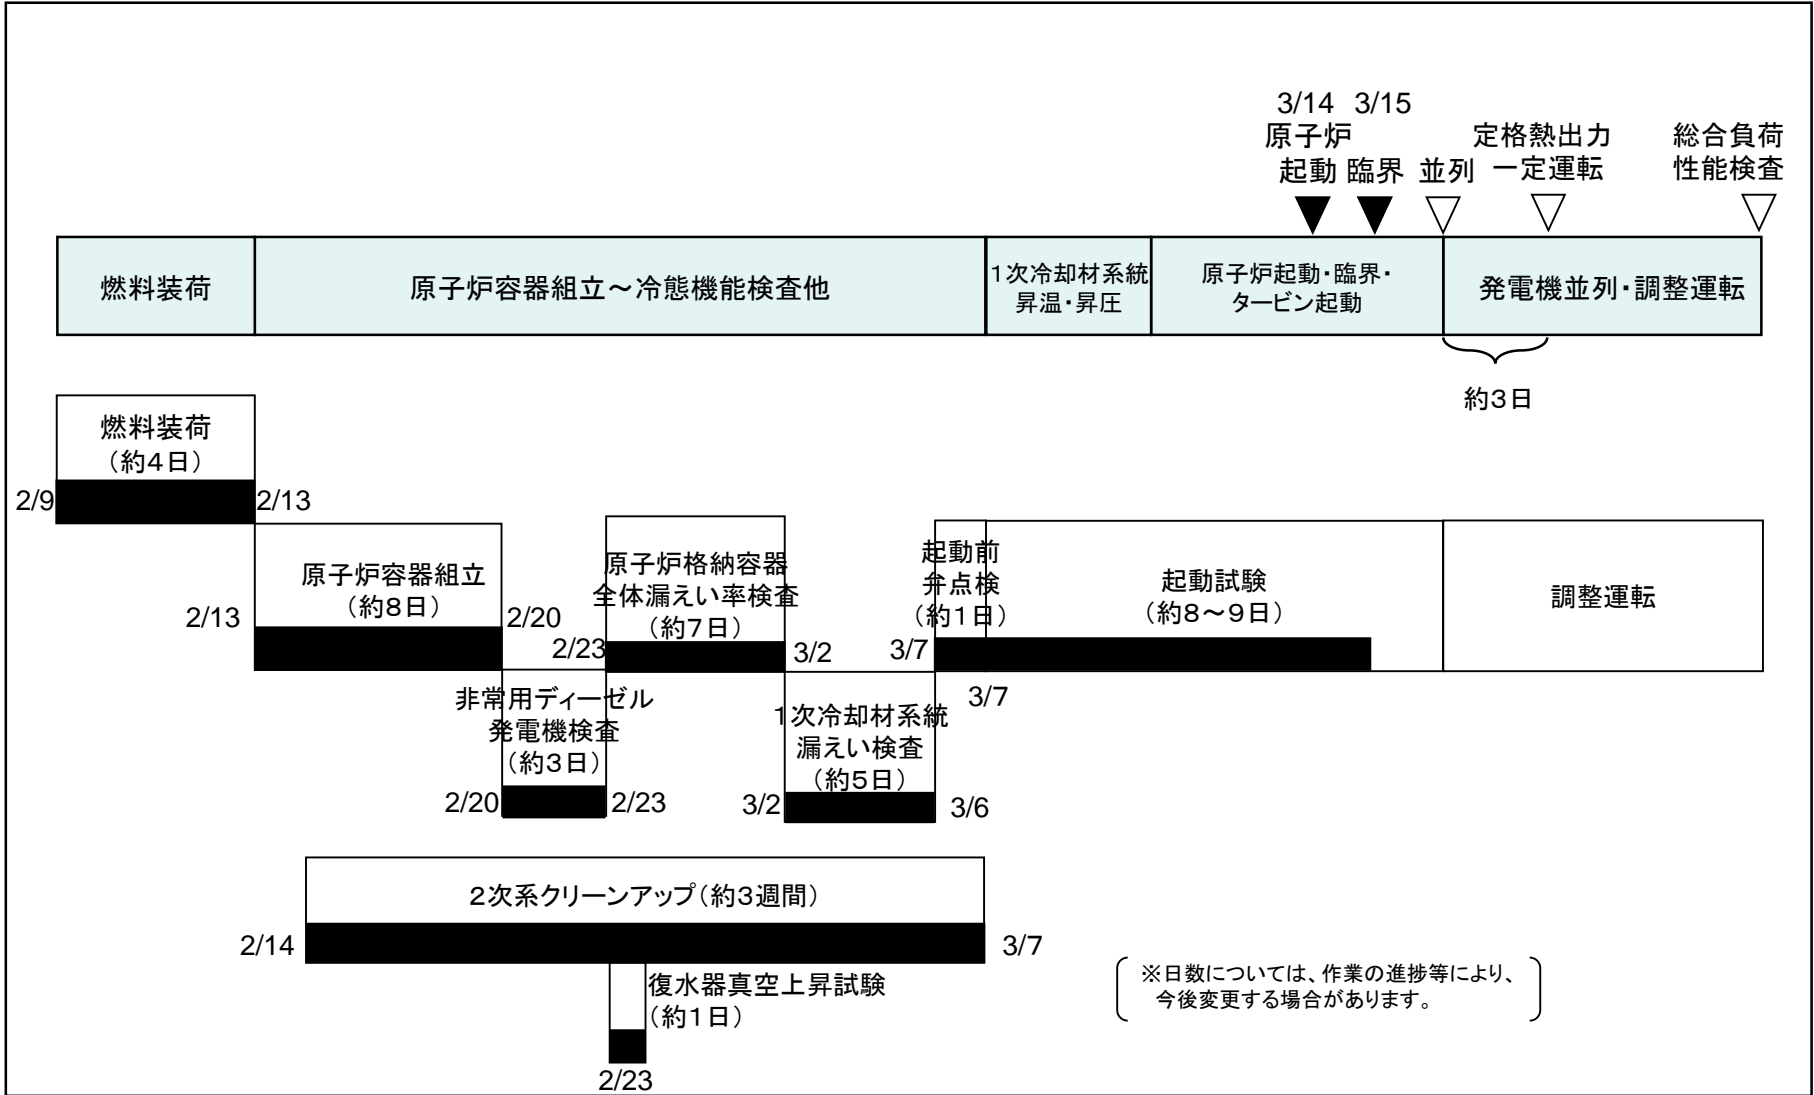 3/14 3/15
原子炉
起動 臨界 並列
定格熱出力
一定運転
総合負荷
性能検査
燃料装荷
原子炉容器組立～冷態機能検査他
1次冷却材系統
昇温・昇圧
原子炉起動・臨界・
タービン起動
発電機並列・調整運転
約3日
燃料装荷
（約4日）
2/9
2/13
原子炉容器組立
（約8日）
2/13
2/20
原子炉格納容器
全体漏えい率検査
（約7日）
2/23
3/2
起動前
弁点検
（約1日）
3/7
3/7
起動試験
（約8～9日）
調整運転
非常用ディーゼル
発電機検査
（約3日）
2/20
2/23
1次冷却材系統
漏えい検査
（約5日）
3/2
3/6
2次系クリーンアップ（約3週間）
2/14
3/7
復水器真空上昇試験
（約1日）
2/23
※日数については、作業の進捗等により、
今後変更する場合があります。